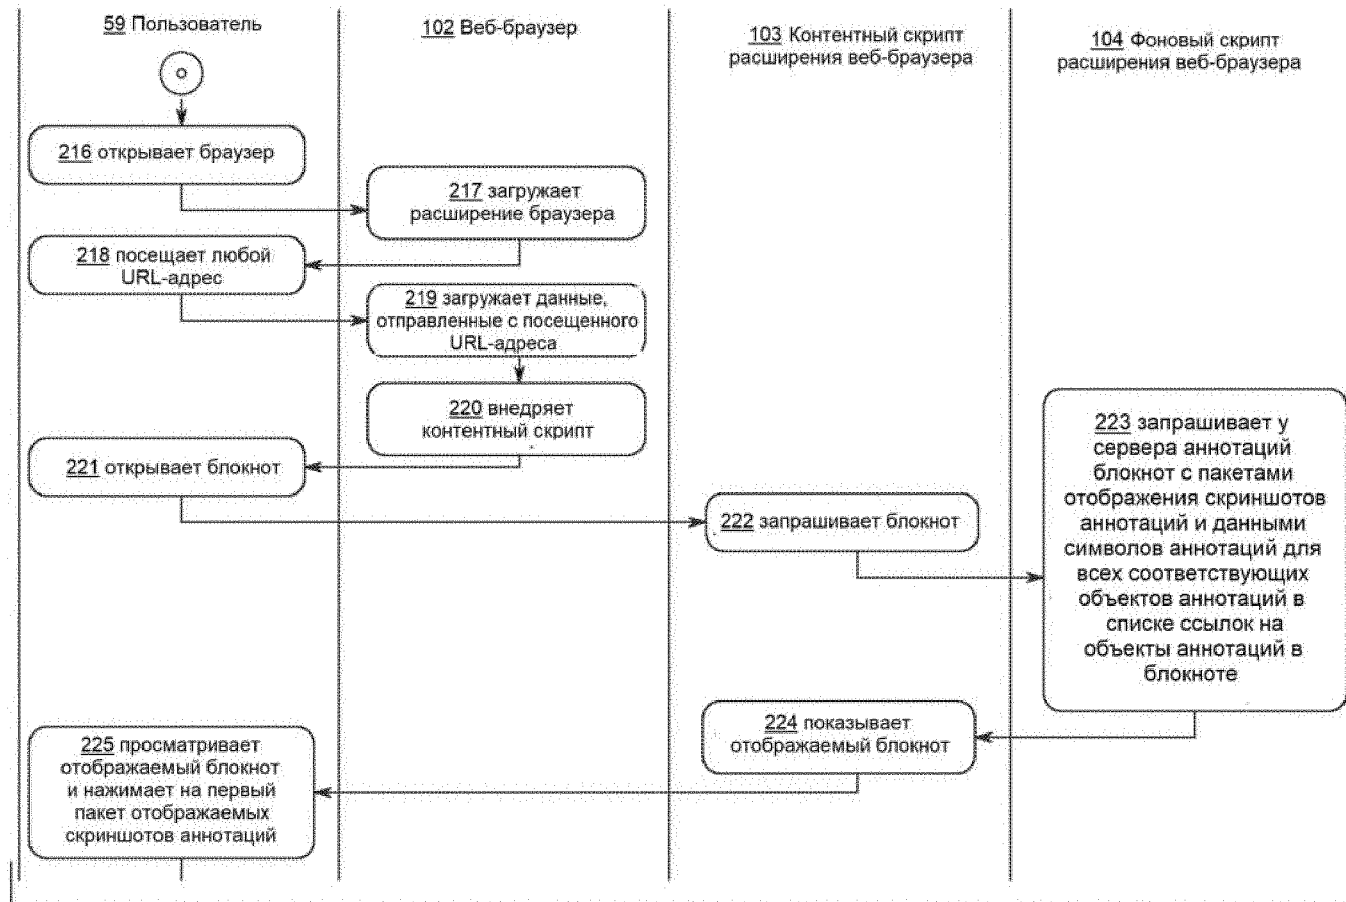 59 Пользователь
102 Веб-браузер
103 Контентный скрипт
расширения веб-браузера
104 Фоновый скрипт
расширения веб-браузера
216 открывает браузер
217 загружает
расширение браузера
218 посещает любой
URL-адрес
219 загружает данные,
отправленные с посещенного
URL-адреса
220 внедряет
контентный скрипт
221 открывает блокнот
222 запрашивает блокнот
223 запрашивает у
сервера аннотаций
блокнот с пакетами
отображения скриншотов
аннотаций и данными
символов аннотаций для
всех соответствующих
объектов аннотаций в
списке ссылок на
объекты аннотаций в
блокноте
224 показывает
отображаемый блокнот
225 просматривает
отображаемый блокнот
и нажимает на первый
пакет отображаемых
скриншотов аннотаций